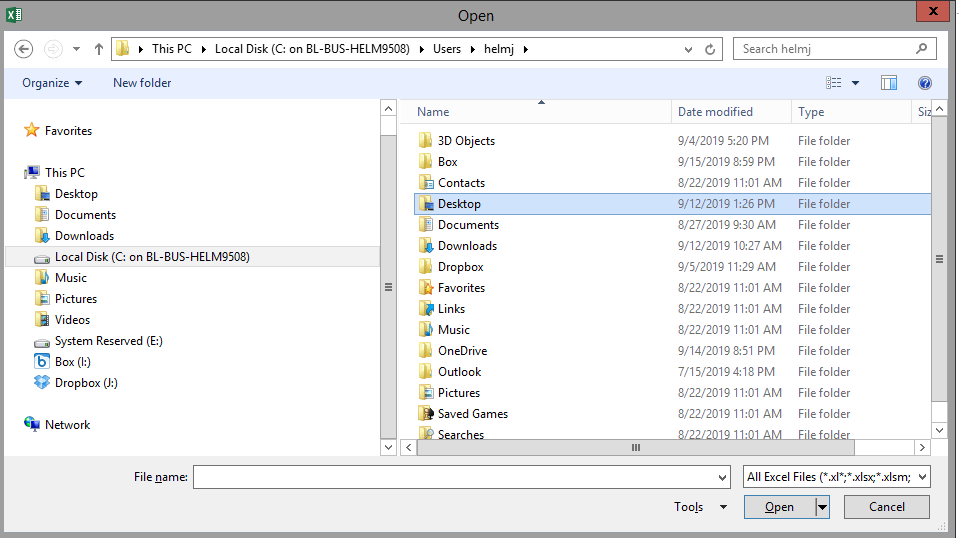 Open
This PC Local Disk (C: on BL-BUS-HELM9508) Users helmj
Search helmj
Organize New folder
Favorites
This PC
Desktop
Documents
Downloads
Local Disk (C: on BL-BUS-HELM9508)
Music
Pictures
Videos
System Reserved (E:)
Box (I:)
Dropbox (J:)
Network
Name Date modified Type Siz
3D Objects 9/4/2019 5:20 PM File folder
Box 9/15/2019 8:59 PM File folder
Contacts 8/22/2019 11:01 AM File folder
Desktop 9/12/2019 1:26 PM File folder
Documents 8/27/2019 9:30 AM File folder
Downloads 9/12/2019 10:27 AM File folder
Dropbox 9/5/2019 11:29 AM File folder
Favorites 8/22/2019 11:01 AM File folder
Links 8/22/2019 11:01 AM File folder
Music 8/22/2019 11:01 AM File folder
OneDrive 9/14/2019 8:51 PM File folder
Outlook 7/15/2019 4:18 PM File folder
Pictures 8/22/2019 11:01 AM File folder
Saved Games 8/22/2019 11:01 AM File folder
Searches 8/22/2019 11:01 AM File folder
File name:
All Excel Files (*.xl*;*.xlsx;*.xlsm;
Tools Open Cancel